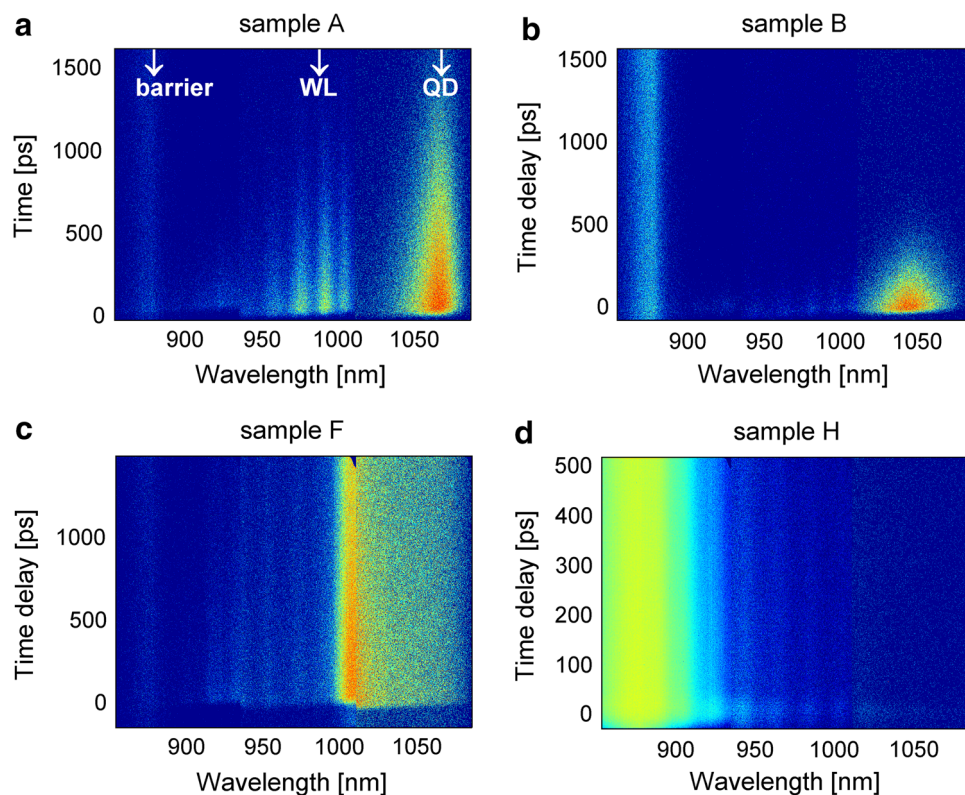 a
sample A
b
sample B
barrier
WL
QD
Time [ps]
1500
1000
500
0
900
950
1000
1050
Wavelength [nm]
Time delay [ps]
1500
1000
500
0
900
950
1000
1050
Wavelength [nm]
c
sample F
d
sample H
Time delay [ps]
1000
500
0
900
950
1000
1050
Wavelength [nm]
Time delay [ps]
500
400
300
200
100
0
900
950
1000
1050
Wavelength [nm]